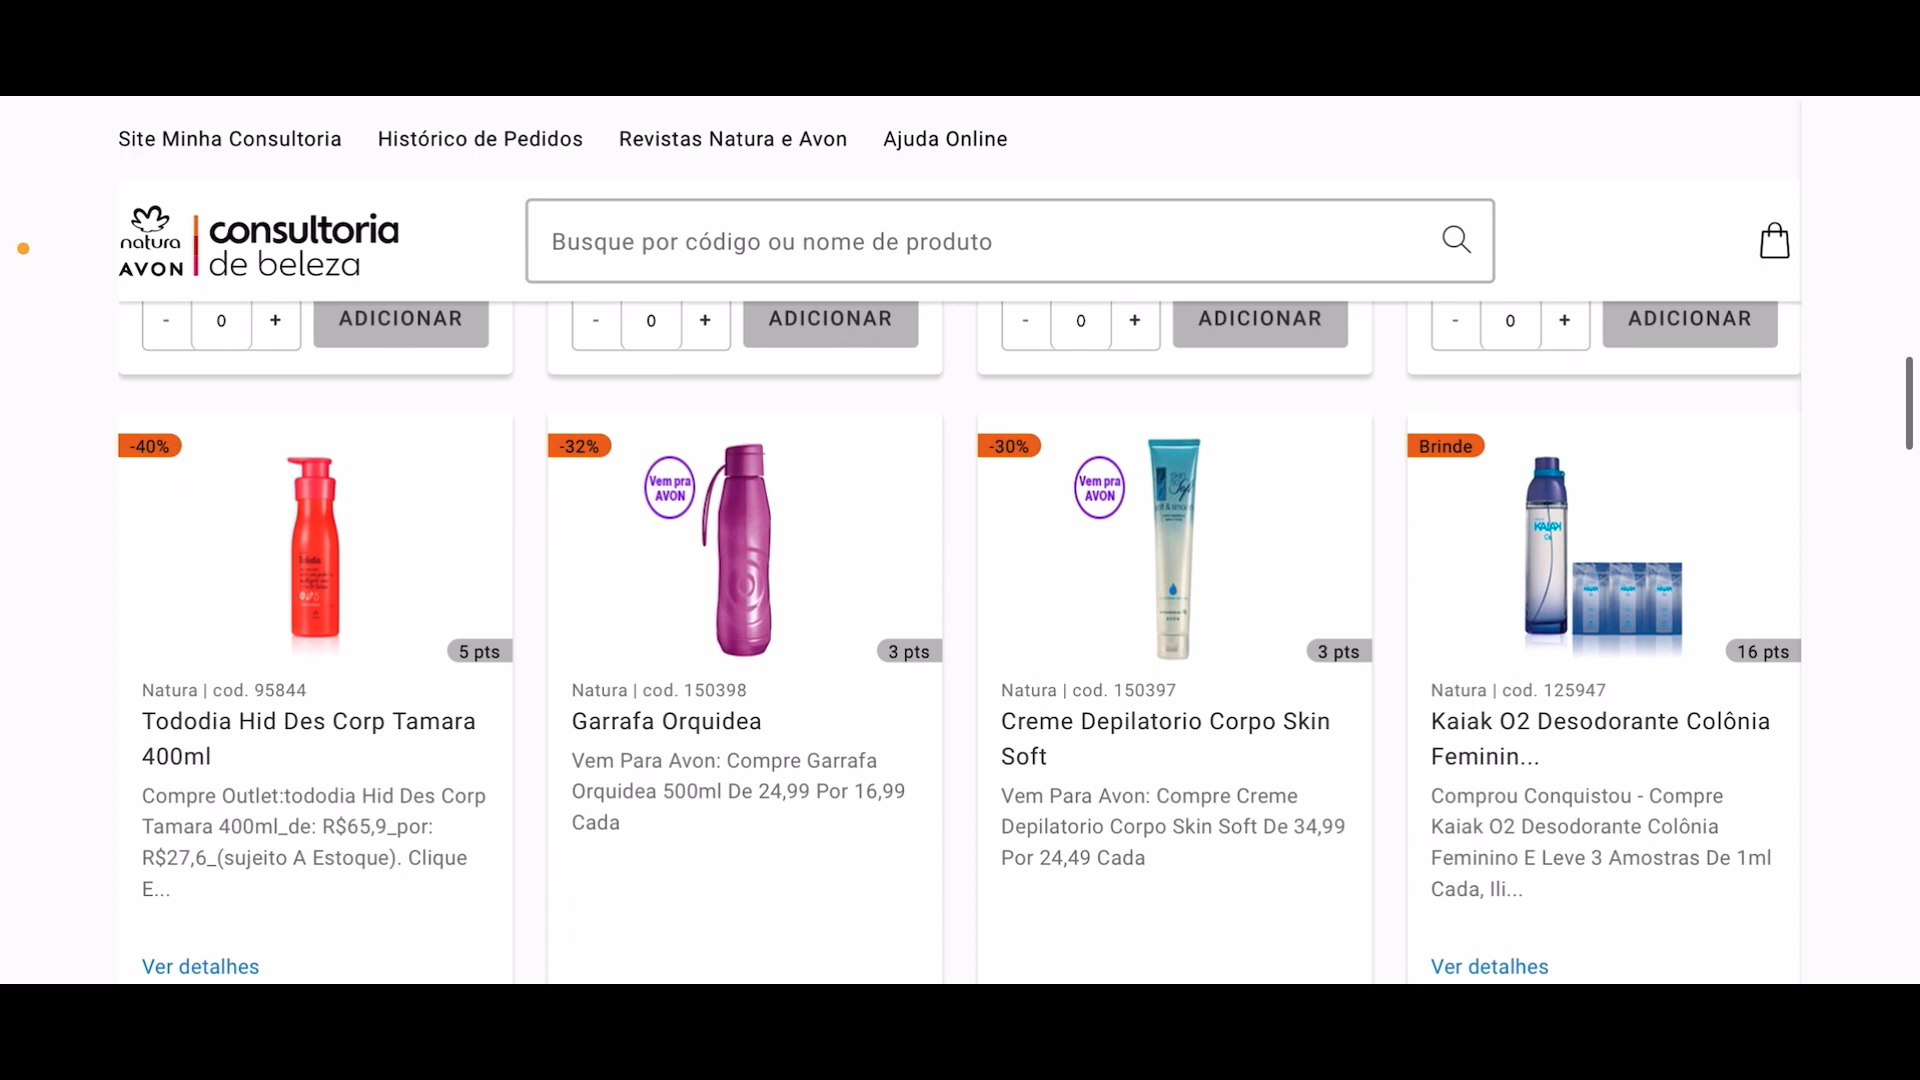 Site Minha Consultoria Histórico de Pedidos Revistas Natura e Avon Ajuda Online
natura
AVON
consultoria
de beleza
Busque por código ou nome de produto
- 0 + ADICIONAR
- 0 + ADICIONAR
- 0 + ADICIONAR
- 0 + ADICIONAR
-40%
Tododia
5 pts
Natura | cod. 95844
Tododia Hid Des Corp Tamara
400ml
Compre Outlet:tododia Hid Des Corp
Tamara 400ml_de: R$65,9_por:
R$27,6_(sujeito A Estoque). Clique
E...
Ver detalhes
-32%
Vem pra
AVON
3 pts
Natura | cod. 150398
Garrafa Orquidea
Vem Para Avon: Compre Garrafa
Orquidea 500ml De 24,99 Por 16,99
Cada
-30%
Vem pra
AVON
skin
so
Soft
3 pts
Natura | cod. 150397
Creme Depilatorio Corpo Skin
Soft
Vem Para Avon: Compre Creme
Depilatorio Corpo Skin Soft De 34,99
Por 24,49 Cada
Brinde
KAIAK
O2
16 pts
Natura | cod. 125947
Kaiak O2 Desodorante Colônia
Feminin...
Comprou Conquistou - Compre
Kaiak O2 Desodorante Colônia
Feminino E Leve 3 Amostras De 1ml
Cada, Ili...
Ver detalhes